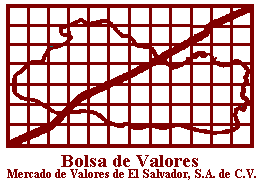 Bolsa de Valores
Mercado de Valores de El Salvador, S.A. de C.V.